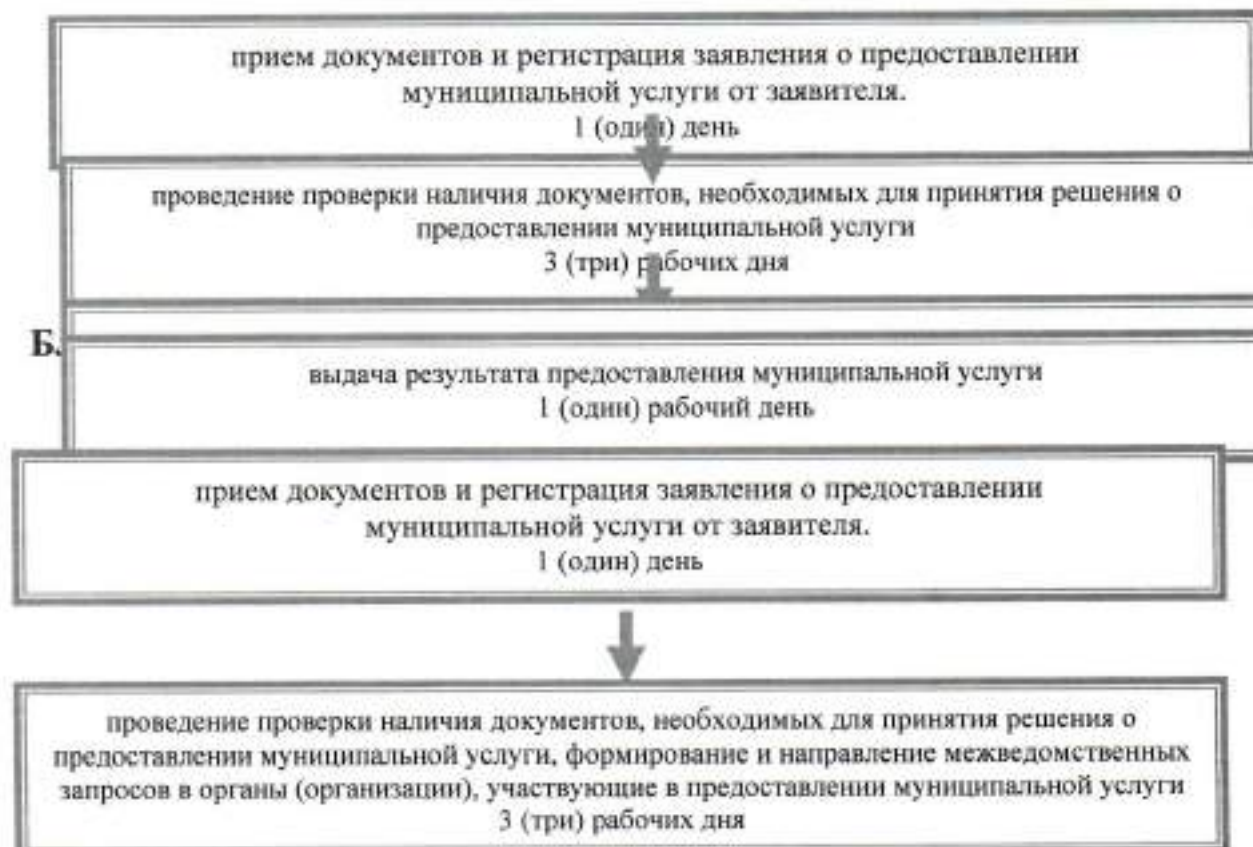 прием документов и регистрация заявления о предоставлении
муниципальной услуги от заявителя.
1 (один) день
проведение проверки наличия документов, необходимых для принятия решения о
предоставлении муниципальной услуги
3 (три) рабочих дня
Б.
выдача результата предоставления муниципальной услуги
1 (один) рабочий день
прием документов и регистрация заявления о предоставлении
муниципальной услуги от заявителя.
1 (один) день
проведение проверки наличия документов, необходимых для принятия решения о
предоставлении муниципальной услуги, формирование и направление межведомственных
запросов в органы (организации), участвующие в предоставлении муниципальной услуги
3 (три) рабочих дня